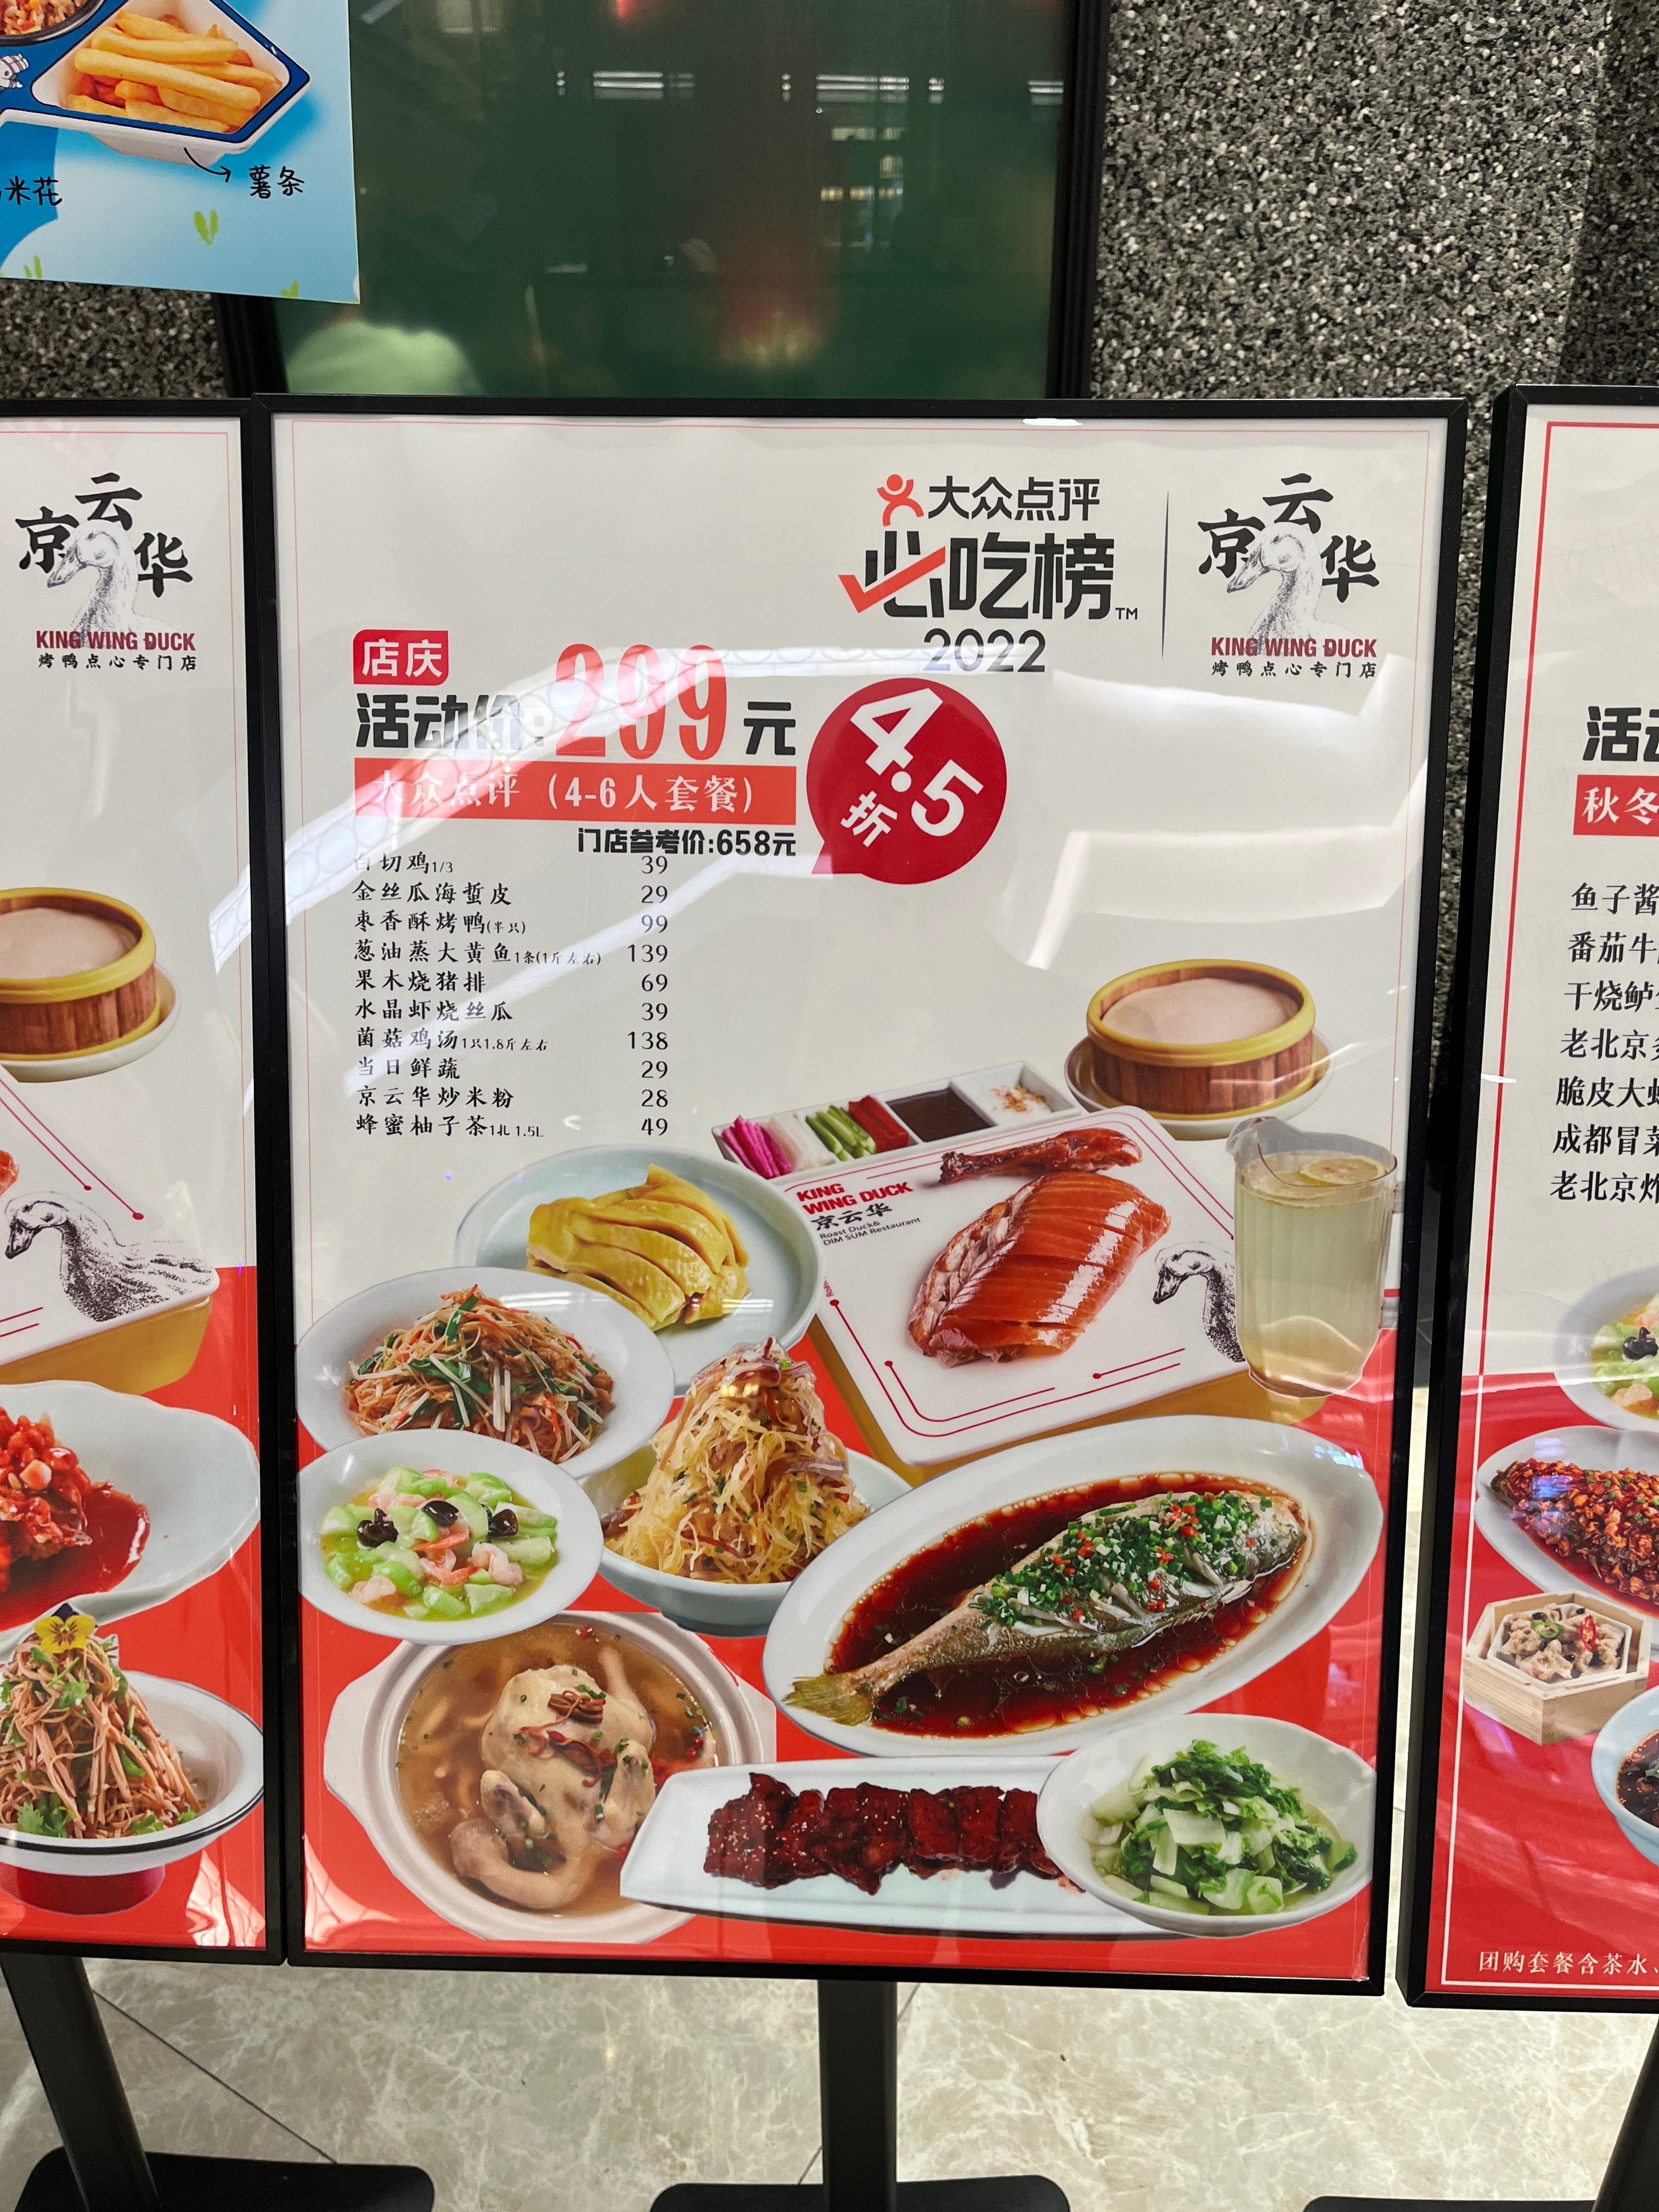 米花
薯条
京云华
KING WING DUCK
烤鸭点心专门店
大众点评
必吃榜™
2022
京云华
KING WING DUCK
烤鸭点心专门店
店庆
活动价:299元
4.5折
大众点评（4-6人套餐）
门店参考价:658元
白切鸡1/3 39
金丝瓜海蜇皮 29
枣香酥烤鸭(半只) 99
葱油蒸大黄鱼1条(1斤左右) 139
果木烧猪排 69
水晶虾烧丝瓜 39
菌菇鸡汤1只1.8斤左右 138
当日鲜蔬 29
京云华炒米粉 28
蜂蜜柚子茶1扎1.5L 49
KING
WING DUCK
京云华
Roast Duck&
DIM SUM Restaurant
活
秋冬
鱼子酱
番茄牛
干烧鲈
老北京
脆皮大
成都冒菜
老北京炸
团购套餐含茶水、